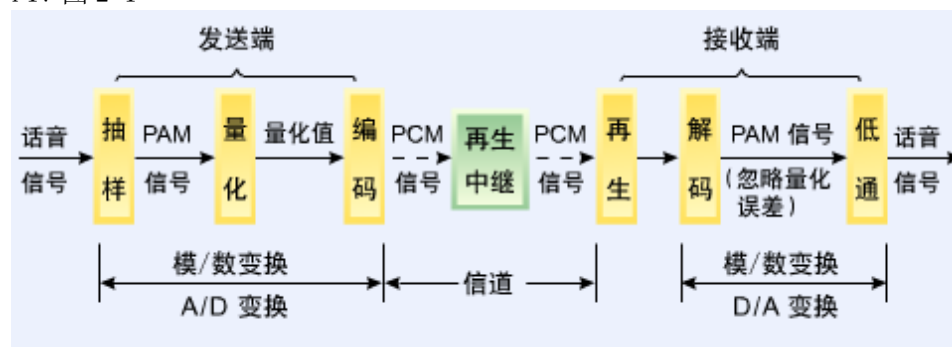 发送端
接收端
话音
信号
抽样
PAM
信号
量化
量化值
编码
PCM
信号
再生
中继
PCM
信号
再生
解码
PAM 信号
(忽略量化
误差)
低通
话音
信号
模/数变换
A/D 变换
信道
模/数变换
D/A 变换